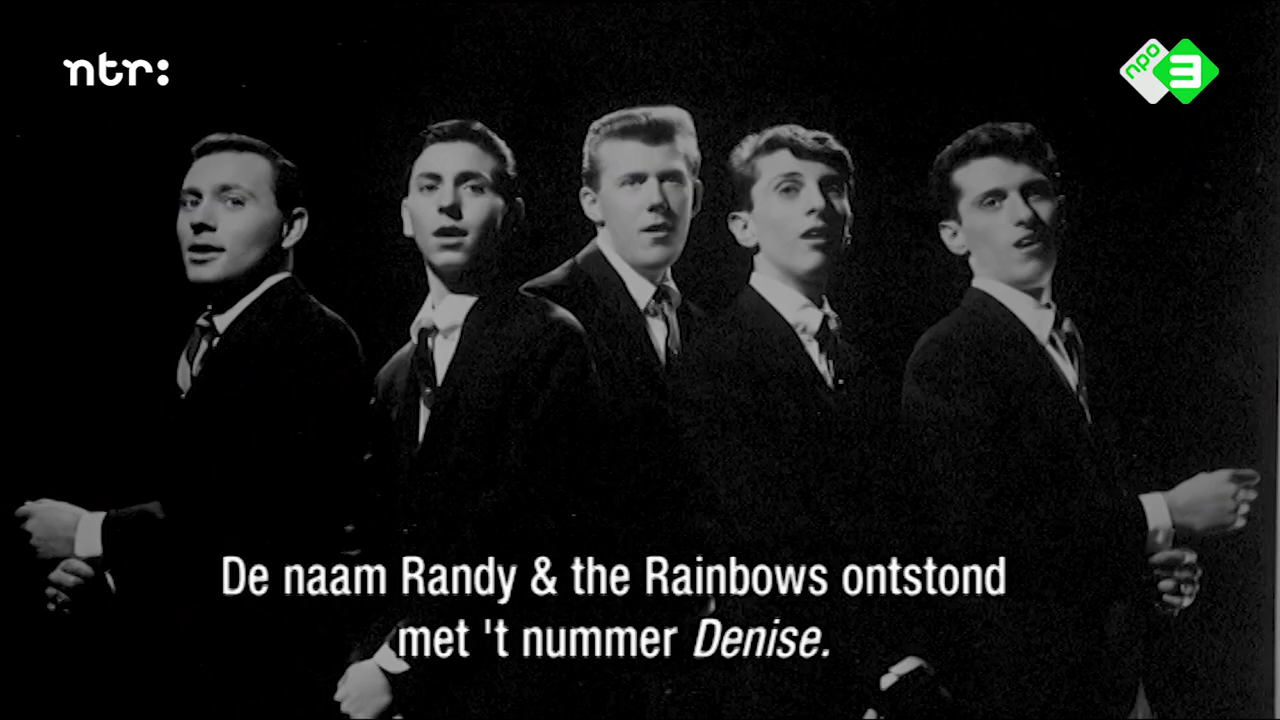 ntr:
npo 3
De naam Randy & the Rainbows ontstond
met 't nummer Denise.